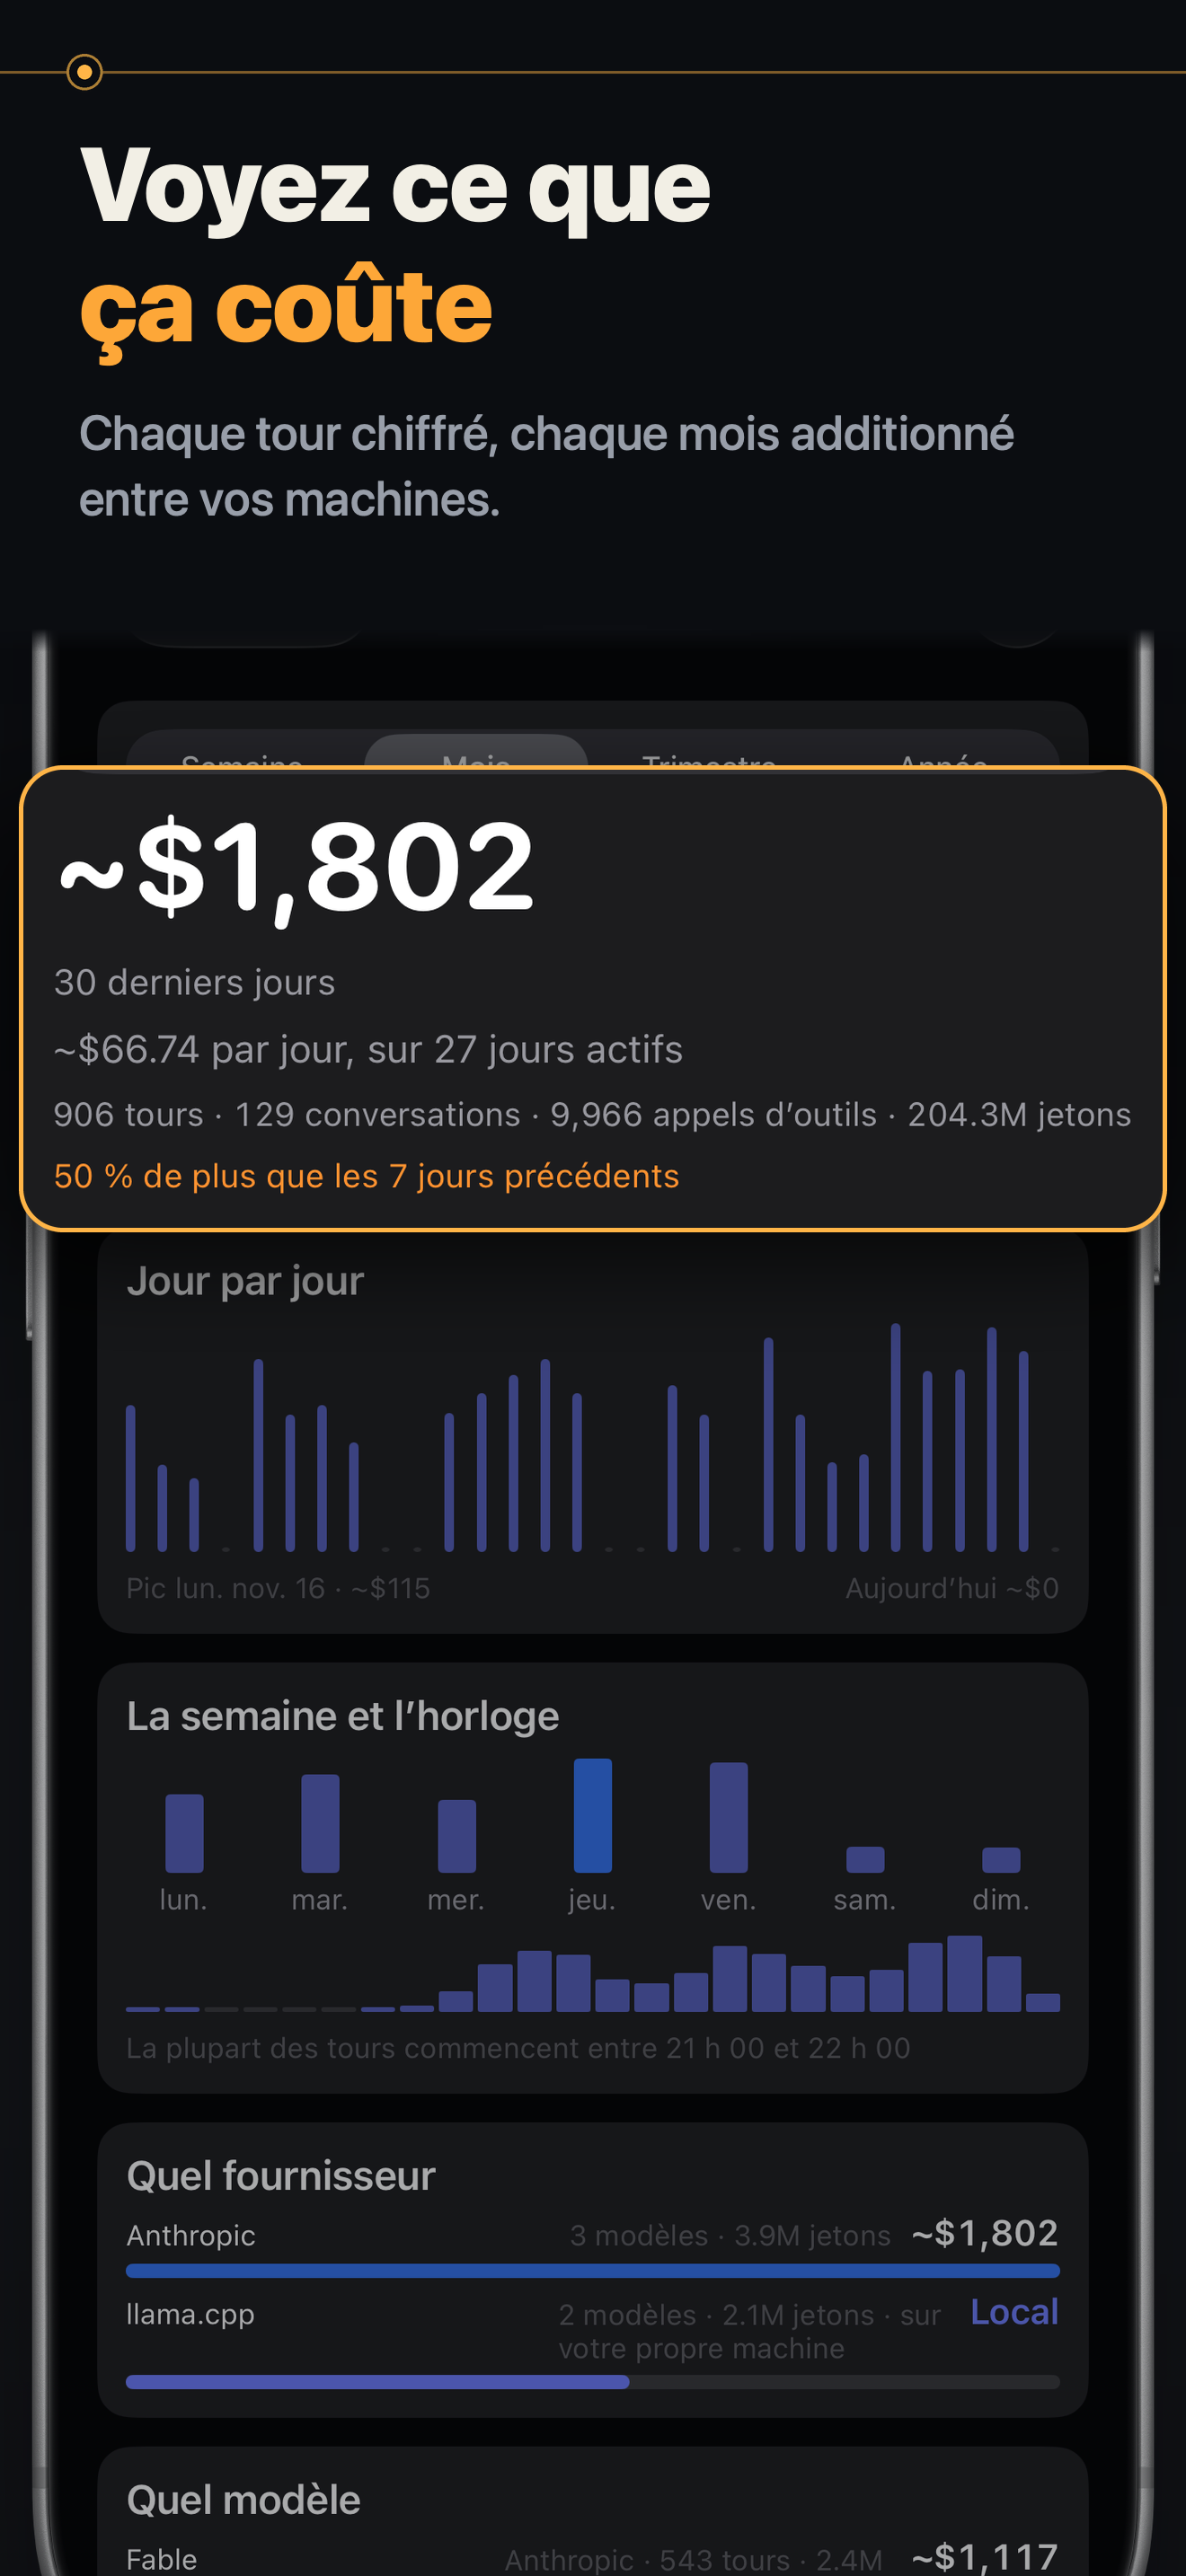 Voyez ce que
ça coûte
Chaque tour chiffré, chaque mois additionné
entre vos machines.
Semaine Mois Trimestre Année
~$1,802
30 derniers jours
~$66.74 par jour, sur 27 jours actifs
906 tours · 129 conversations · 9,966 appels d’outils · 204.3M jetons
50 % de plus que les 7 jours précédents
Jour par jour
Pic lun. nov. 16 · ~$115 Aujourd’hui ~$0
La semaine et l’horloge
lun. mar. mer. jeu. ven. sam. dim.
La plupart des tours commencent entre 21 h 00 et 22 h 00
Quel fournisseur
Anthropic 3 modèles · 3.9M jetons ~$1,802
llama.cpp 2 modèles · 2.1M jetons · sur Local
votre propre machine
Quel modèle
Fable Anthropic · 543 tours · 2.4M ~$1,117